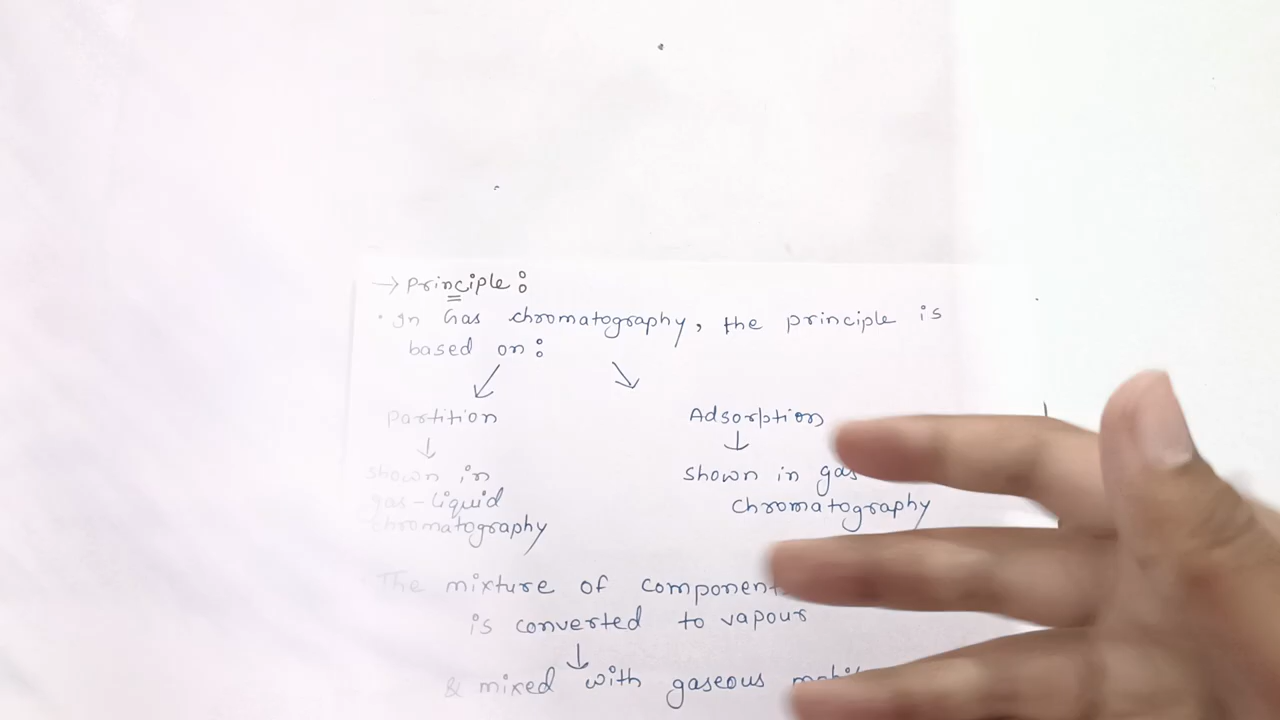 → Principle :
• In Gas chromatography, the principle is
based on :
Partition
Adsorption
↓
↓
shown in
gas-liquid
chromatography
shown in gas
chromatography
The mixture of component
is converted to vapour
↓
& mixed with gaseous